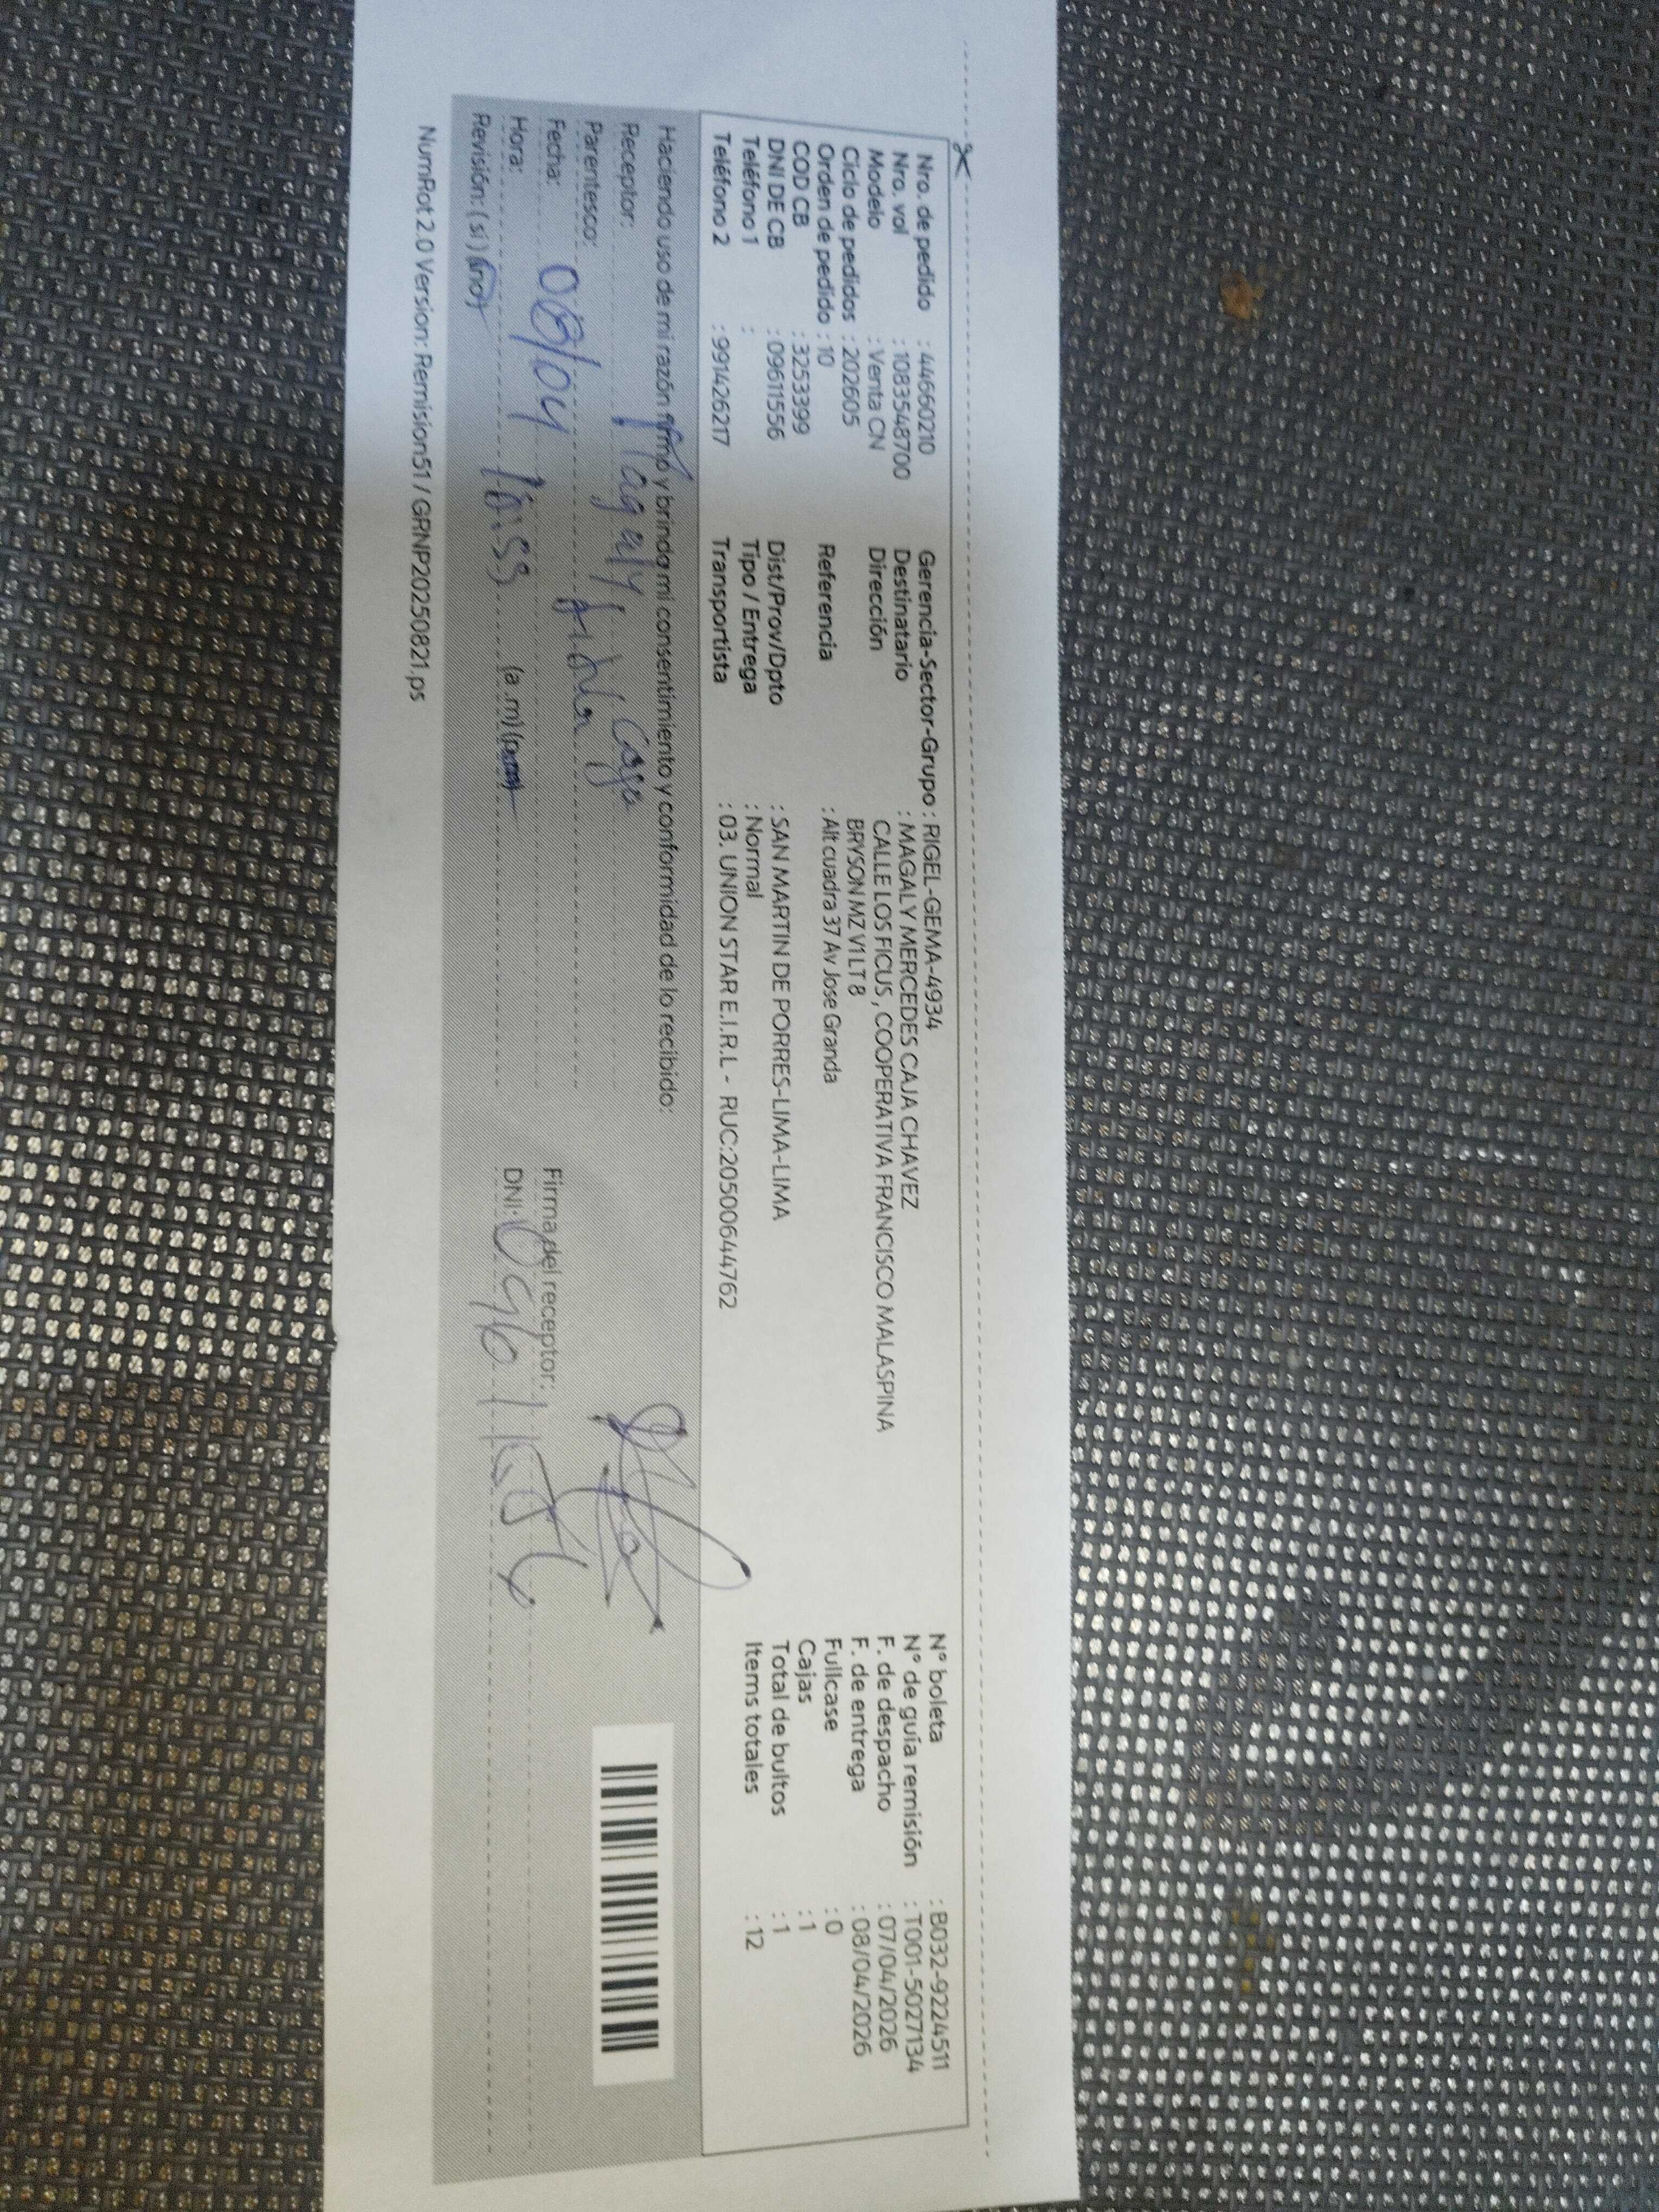 Nro. de pedido : 44660210
Nro. vol : 1083548700
Modelo : Venta CN
Ciclo de pedidos : 202605
Orden de pedido : 10
COD CB : 3253399
DNI DE CB : 09611556
Teléfono 1 :
Teléfono 2 : 991426217
Gerencia-Sector-Grupo : RIGEL-GEMA-4934
Destinatario : MAGALY MERCEDES CAJA CHAVEZ
Dirección CALLE LOS FICUS , COOPERATIVA FRANCISCO MALASPINA
BRYSON MZ V1 LT 8
Referencia : Alt cuadra 37 Av Jose Granda
Dist/Prov/Dpto : SAN MARTIN DE PORRES-LIMA-LIMA
Tipo / Entrega : Normal
Transportista : 03. UNION STAR E.I.R.L - RUC:20500644762
N° boleta : B032-9224511
N° de guía remisión : T001-5027134
F. de despacho : 07/04/2026
F. de entrega : 08/04/2026
Fullcase : 0
Cajas : 1
Total de bultos : 1
Items totales : 12
Haciendo uso de mi razón firmo y brindo mi consentimiento y conformidad de lo recibido:
Receptor: Magaly Caja
Parentesco:
Fecha: 08/04
Hora: (a.m) (p.m)
Revisión: (si) (no)
Firma del receptor:
DNI:
NumRot 2.0 Version: Remision51 / GRNP20250821.ps